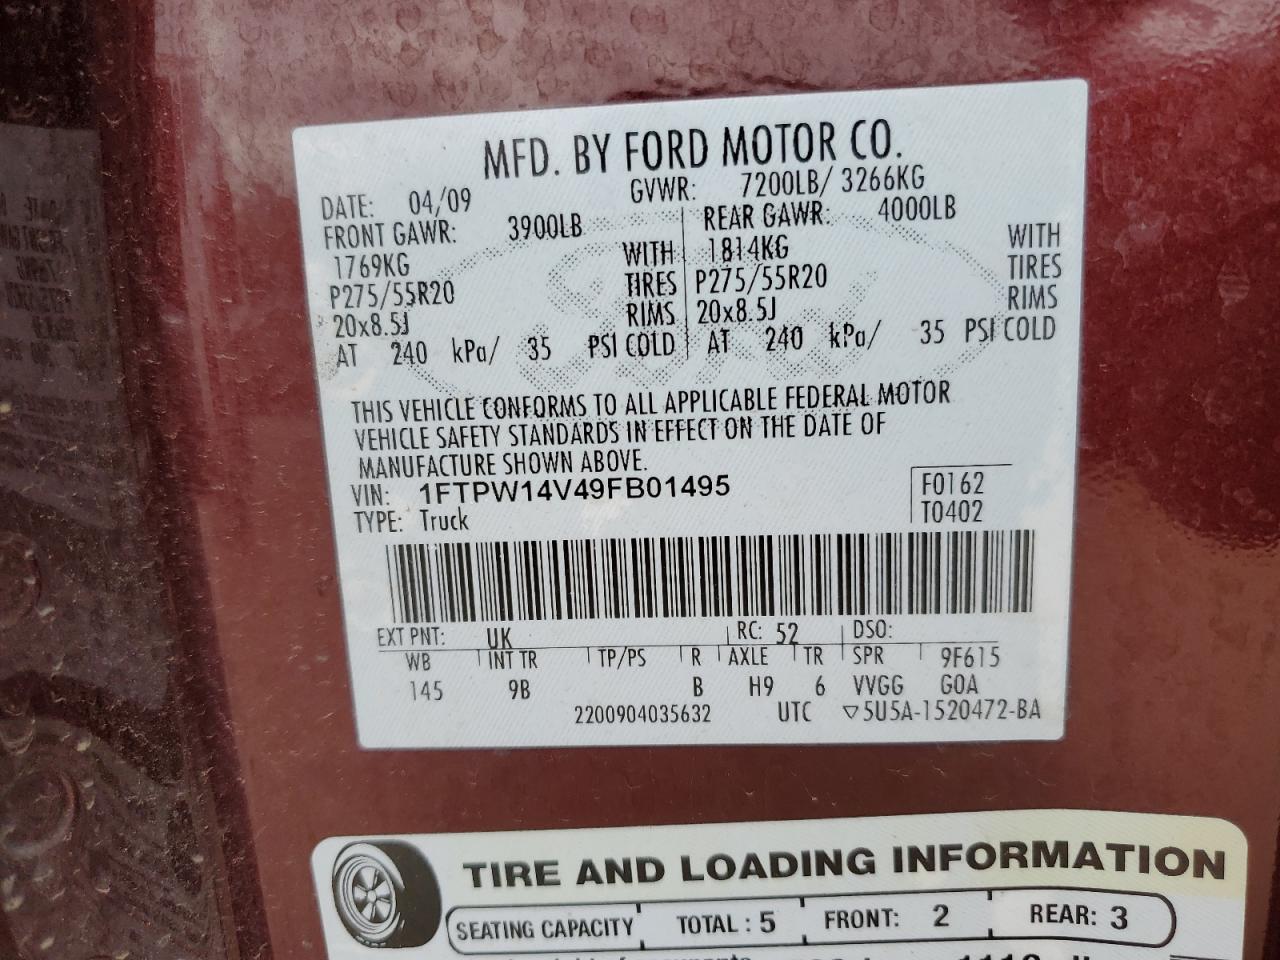 MFD. BY FORD MOTOR CO.
DATE: 04/09 GVWR: 7200LB/ 3266KG
FRONT GAWR: 3900LB REAR GAWR: 4000LB
1769KG WITH 1814KG WITH
P275/55R20 TIRES P275/55R20 TIRES
20x8.5J RIMS 20x8.5J RIMS
AT 240 kPa/ 35 PSI COLD AT 240 kPa/ 35 PSI COLD
THIS VEHICLE CONFORMS TO ALL APPLICABLE FEDERAL MOTOR
VEHICLE SAFETY STANDARDS IN EFFECT ON THE DATE OF
MANUFACTURE SHOWN ABOVE.
VIN: 1FTPW14V49FB01495 F0162
TYPE: Truck T0402
EXT PNT: UK RC: 52 DSO:
WB INT TR TP/PS R AXLE TR SPR 9F615
145 9B B H9 6 VVGG GOA
2200904035632 UTC ▽5U5A-1520472-BA
TIRE AND LOADING INFORMATION
SEATING CAPACITY TOTAL : 5 FRONT: 2 REAR: 3